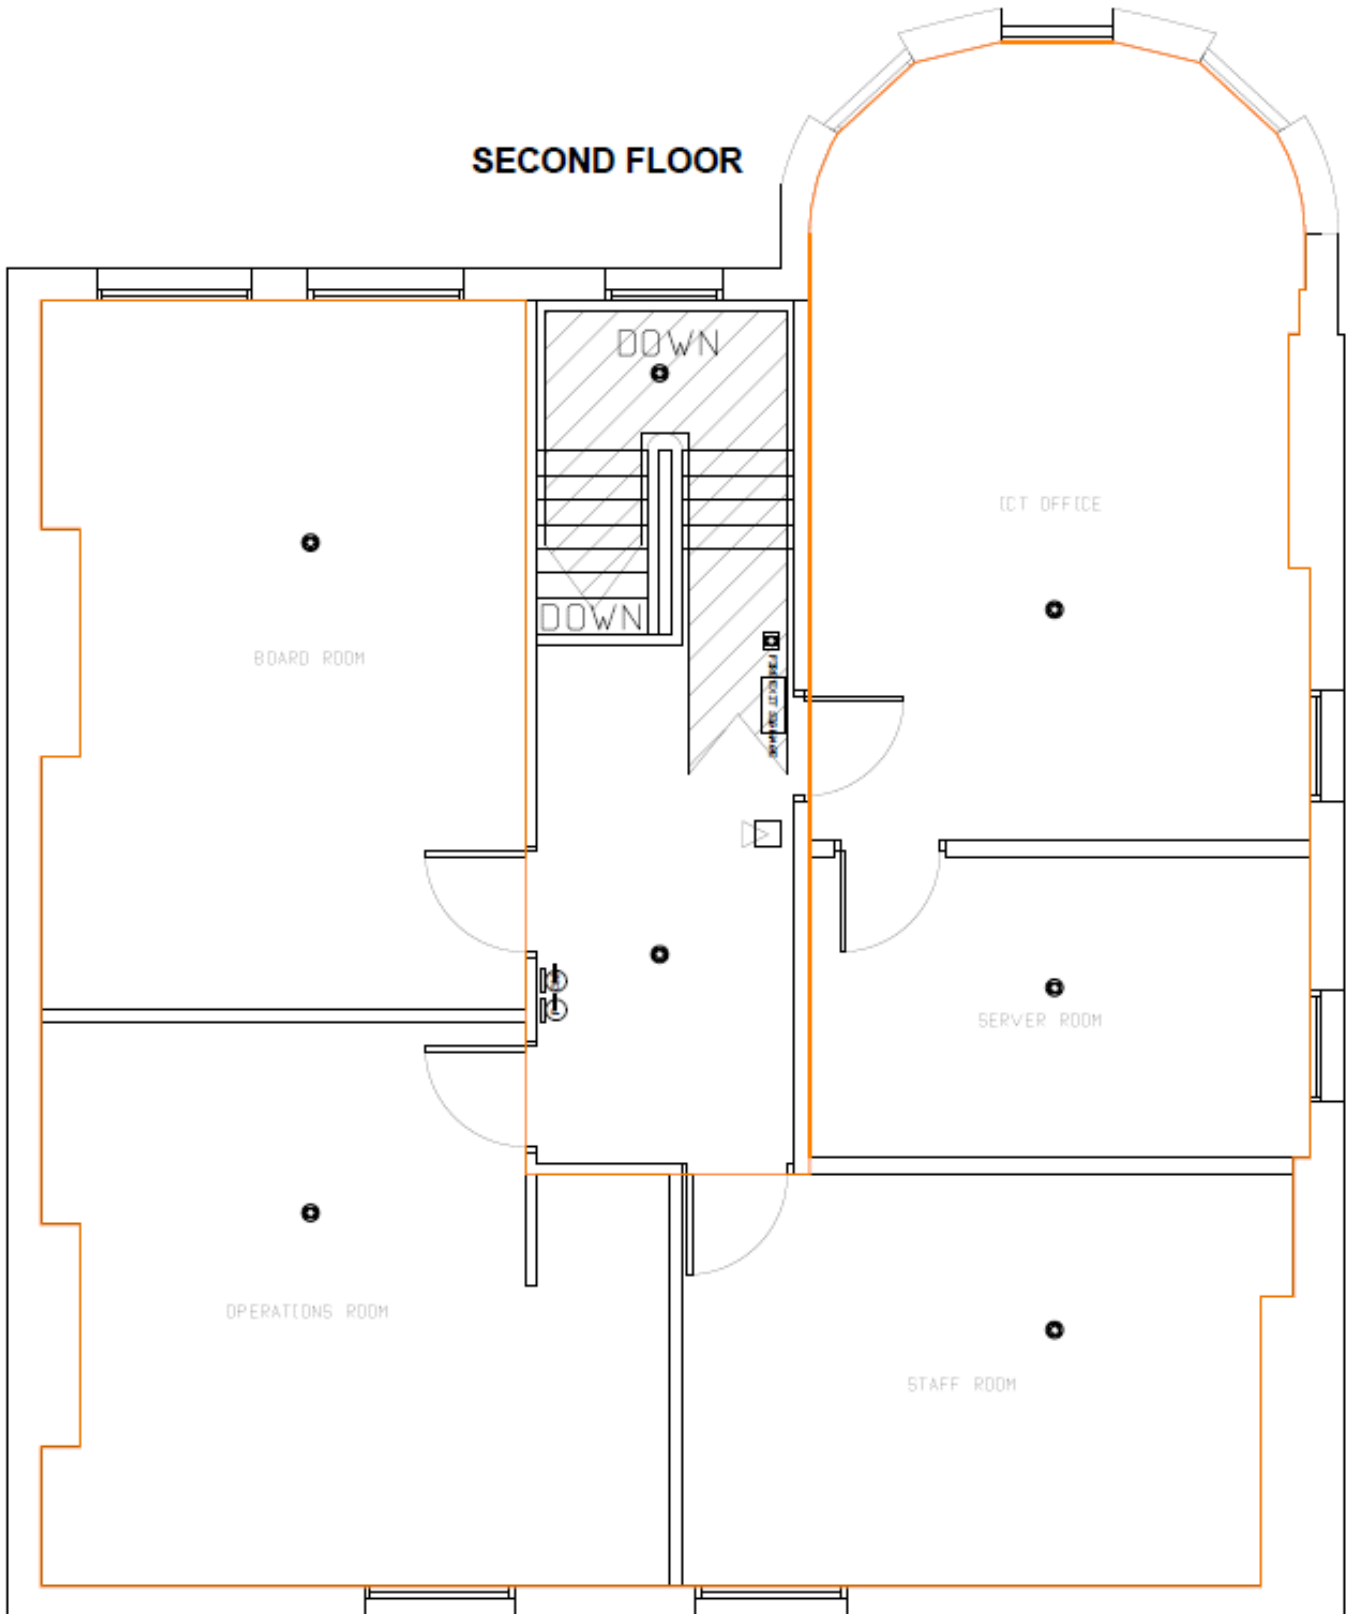 SECOND FLOOR
DOWN
ICT OFFICE
DOWN
BOARD ROOM
SERVER ROOM
OPERATIONS ROOM
STAFF ROOM